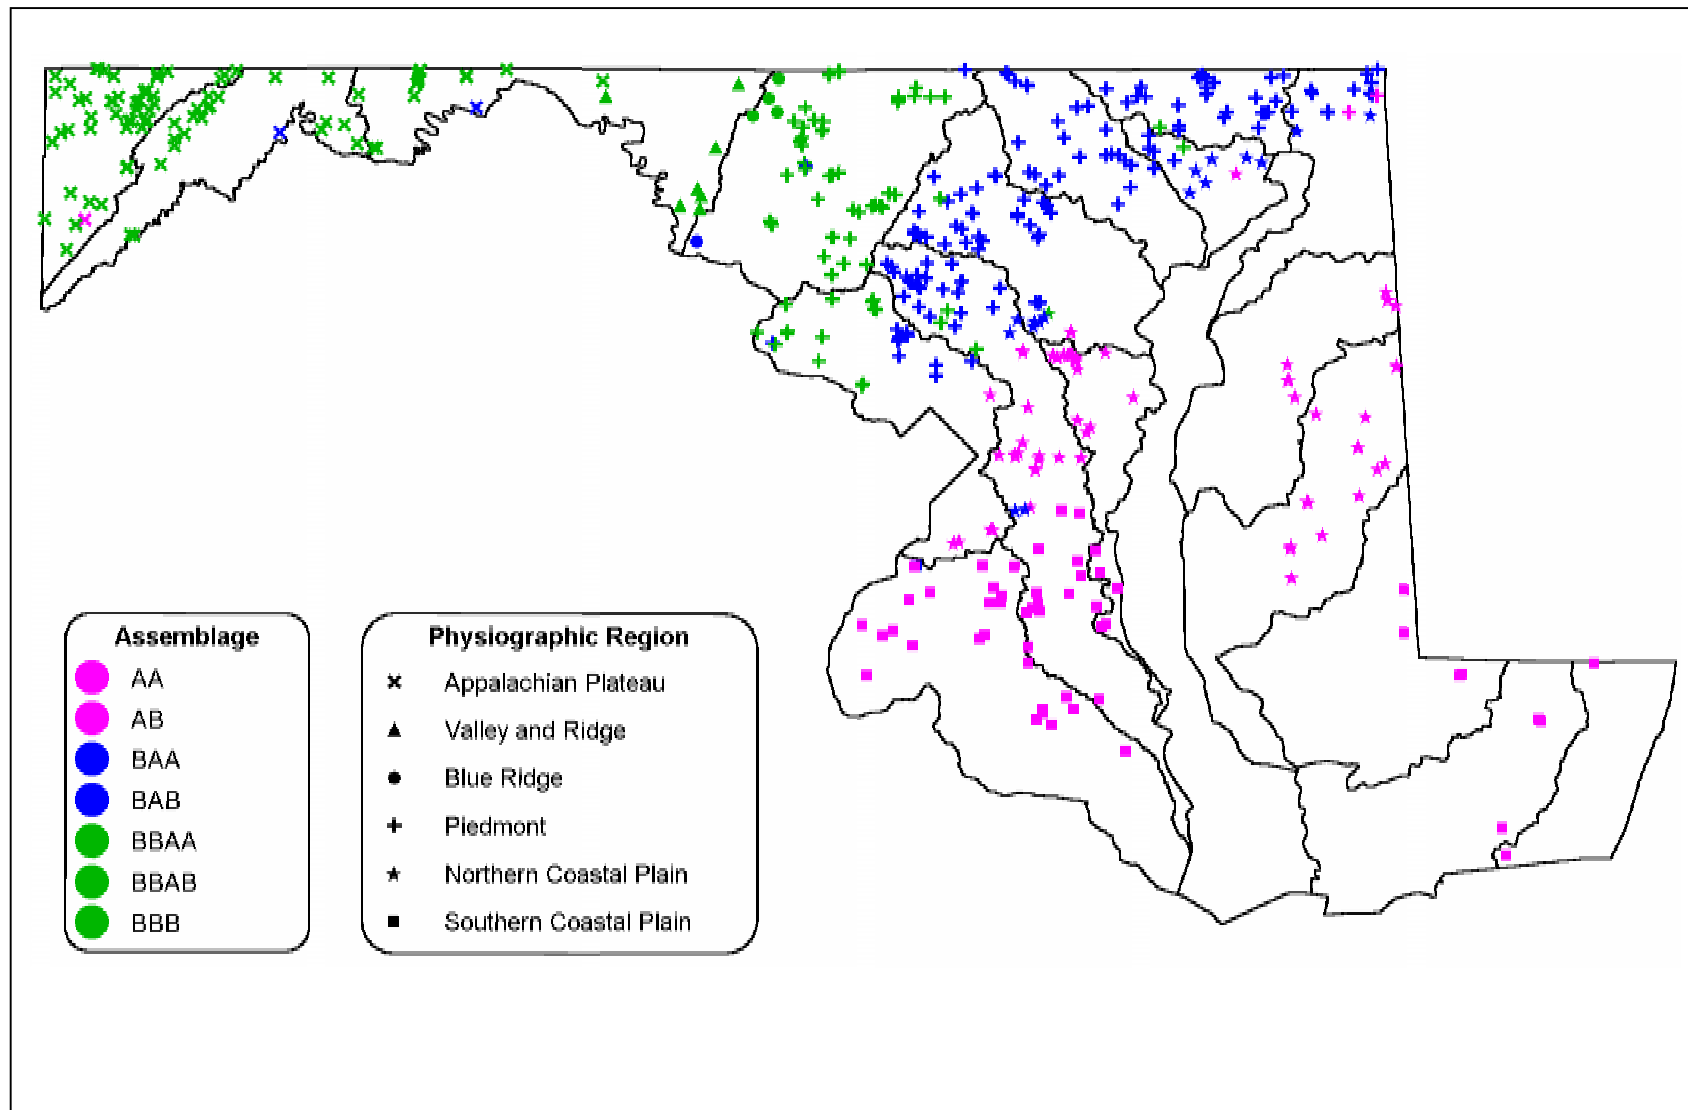 Assemblage
AA
AB
BAA
BAB
BBAA
BBAB
BBB
Physiographic Region
Appalachian Plateau
Valley and Ridge
Blue Ridge
Piedmont
Northern Coastal Plain
Southern Coastal Plain